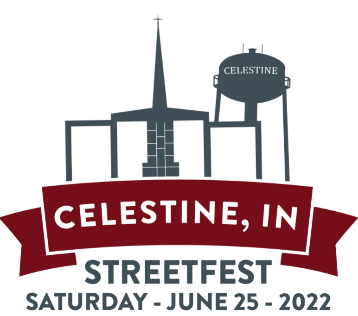 CELESTINE
CELESTINE, IN
STREETFEST
SATURDAY - JUNE 25 - 2022